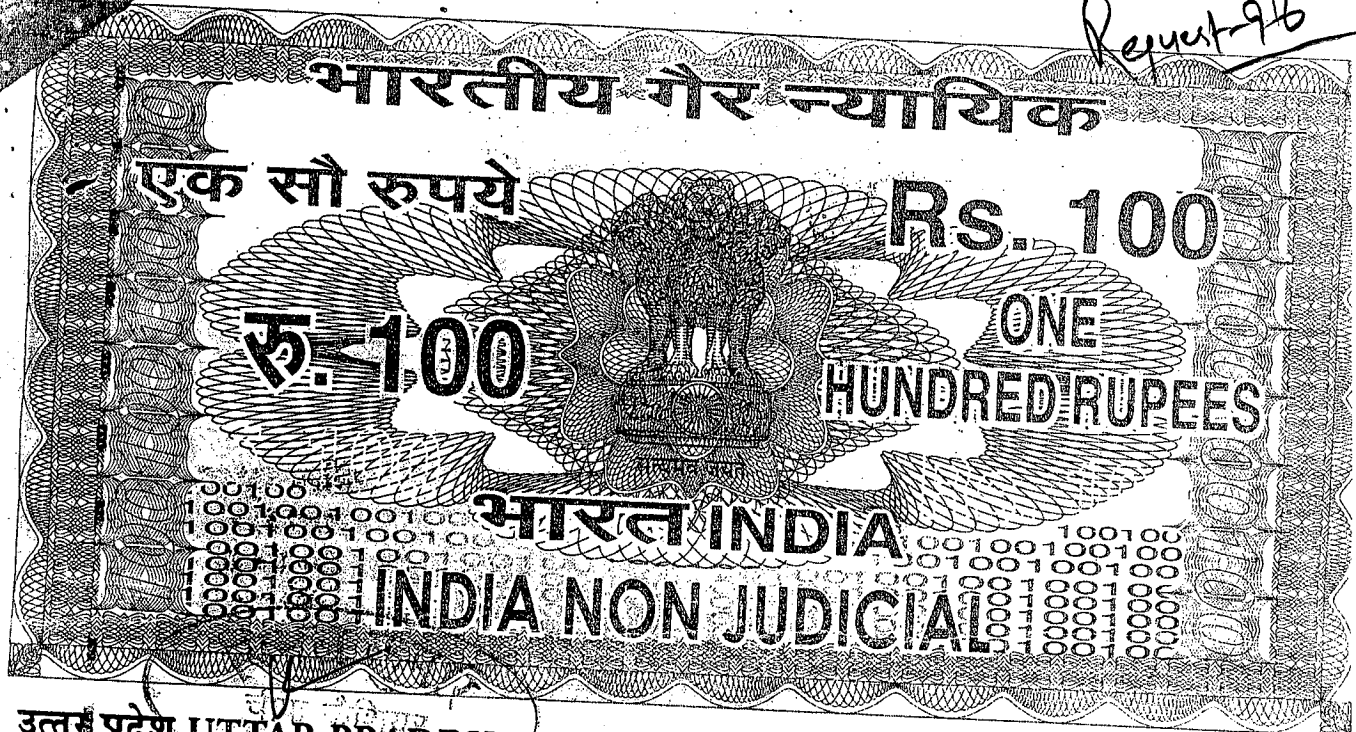 Request-96
भारतीय गैर न्यायिक
एक सौ रुपये
Rs. 100
रु. 100
ONE
HUNDRED RUPEES
सत्यमेव जयते
भारत INDIA
INDIA NON JUDICIAL
उत्तर प्रदेश UTTAR PRADESH